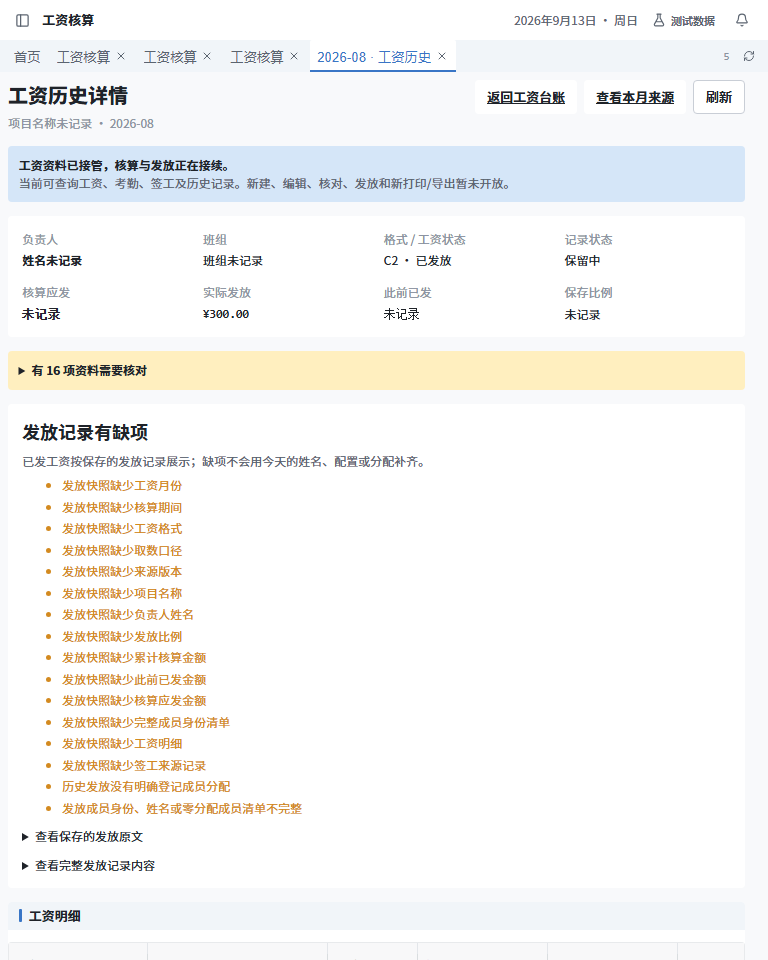 工资核算
2026年9月13日 • 周日
测试数据
首页
工资核算
工资核算
工资核算
2026-08 · 工资历史
5
工资历史详情
返回工资台账
查看本月来源
刷新
项目名称未记录 • 2026-08
工资资料已接管，核算与发放正在接续。
当前可查询工资、考勤、签工及历史记录。新建、编辑、核对、发放和新打印/导出暂未开放。
负责人
班组
格式 / 工资状态
记录状态
姓名未记录
班组未记录
C2 • 已发放
保留中
核算应发
实际发放
此前已发
保存比例
未记录
¥300.00
未记录
未记录
有 16 项资料需要核对
发放记录有缺项
已发工资按保存的发放记录展示；缺项不会用今天的姓名、配置或分配补齐。
发放快照缺少工资月份
发放快照缺少核算期间
发放快照缺少工资格式
发放快照缺少取数口径
发放快照缺少来源版本
发放快照缺少项目名称
发放快照缺少负责人姓名
发放快照缺少发放比例
发放快照缺少累计核算金额
发放快照缺少此前已发金额
发放快照缺少核算应发金额
发放快照缺少完整成员身份清单
发放快照缺少工资明细
发放快照缺少签工来源记录
历史发放没有明确登记成员分配
发放成员身份、姓名或零分配成员清单不完整
查看保存的发放原文
查看完整发放记录内容
工资明细